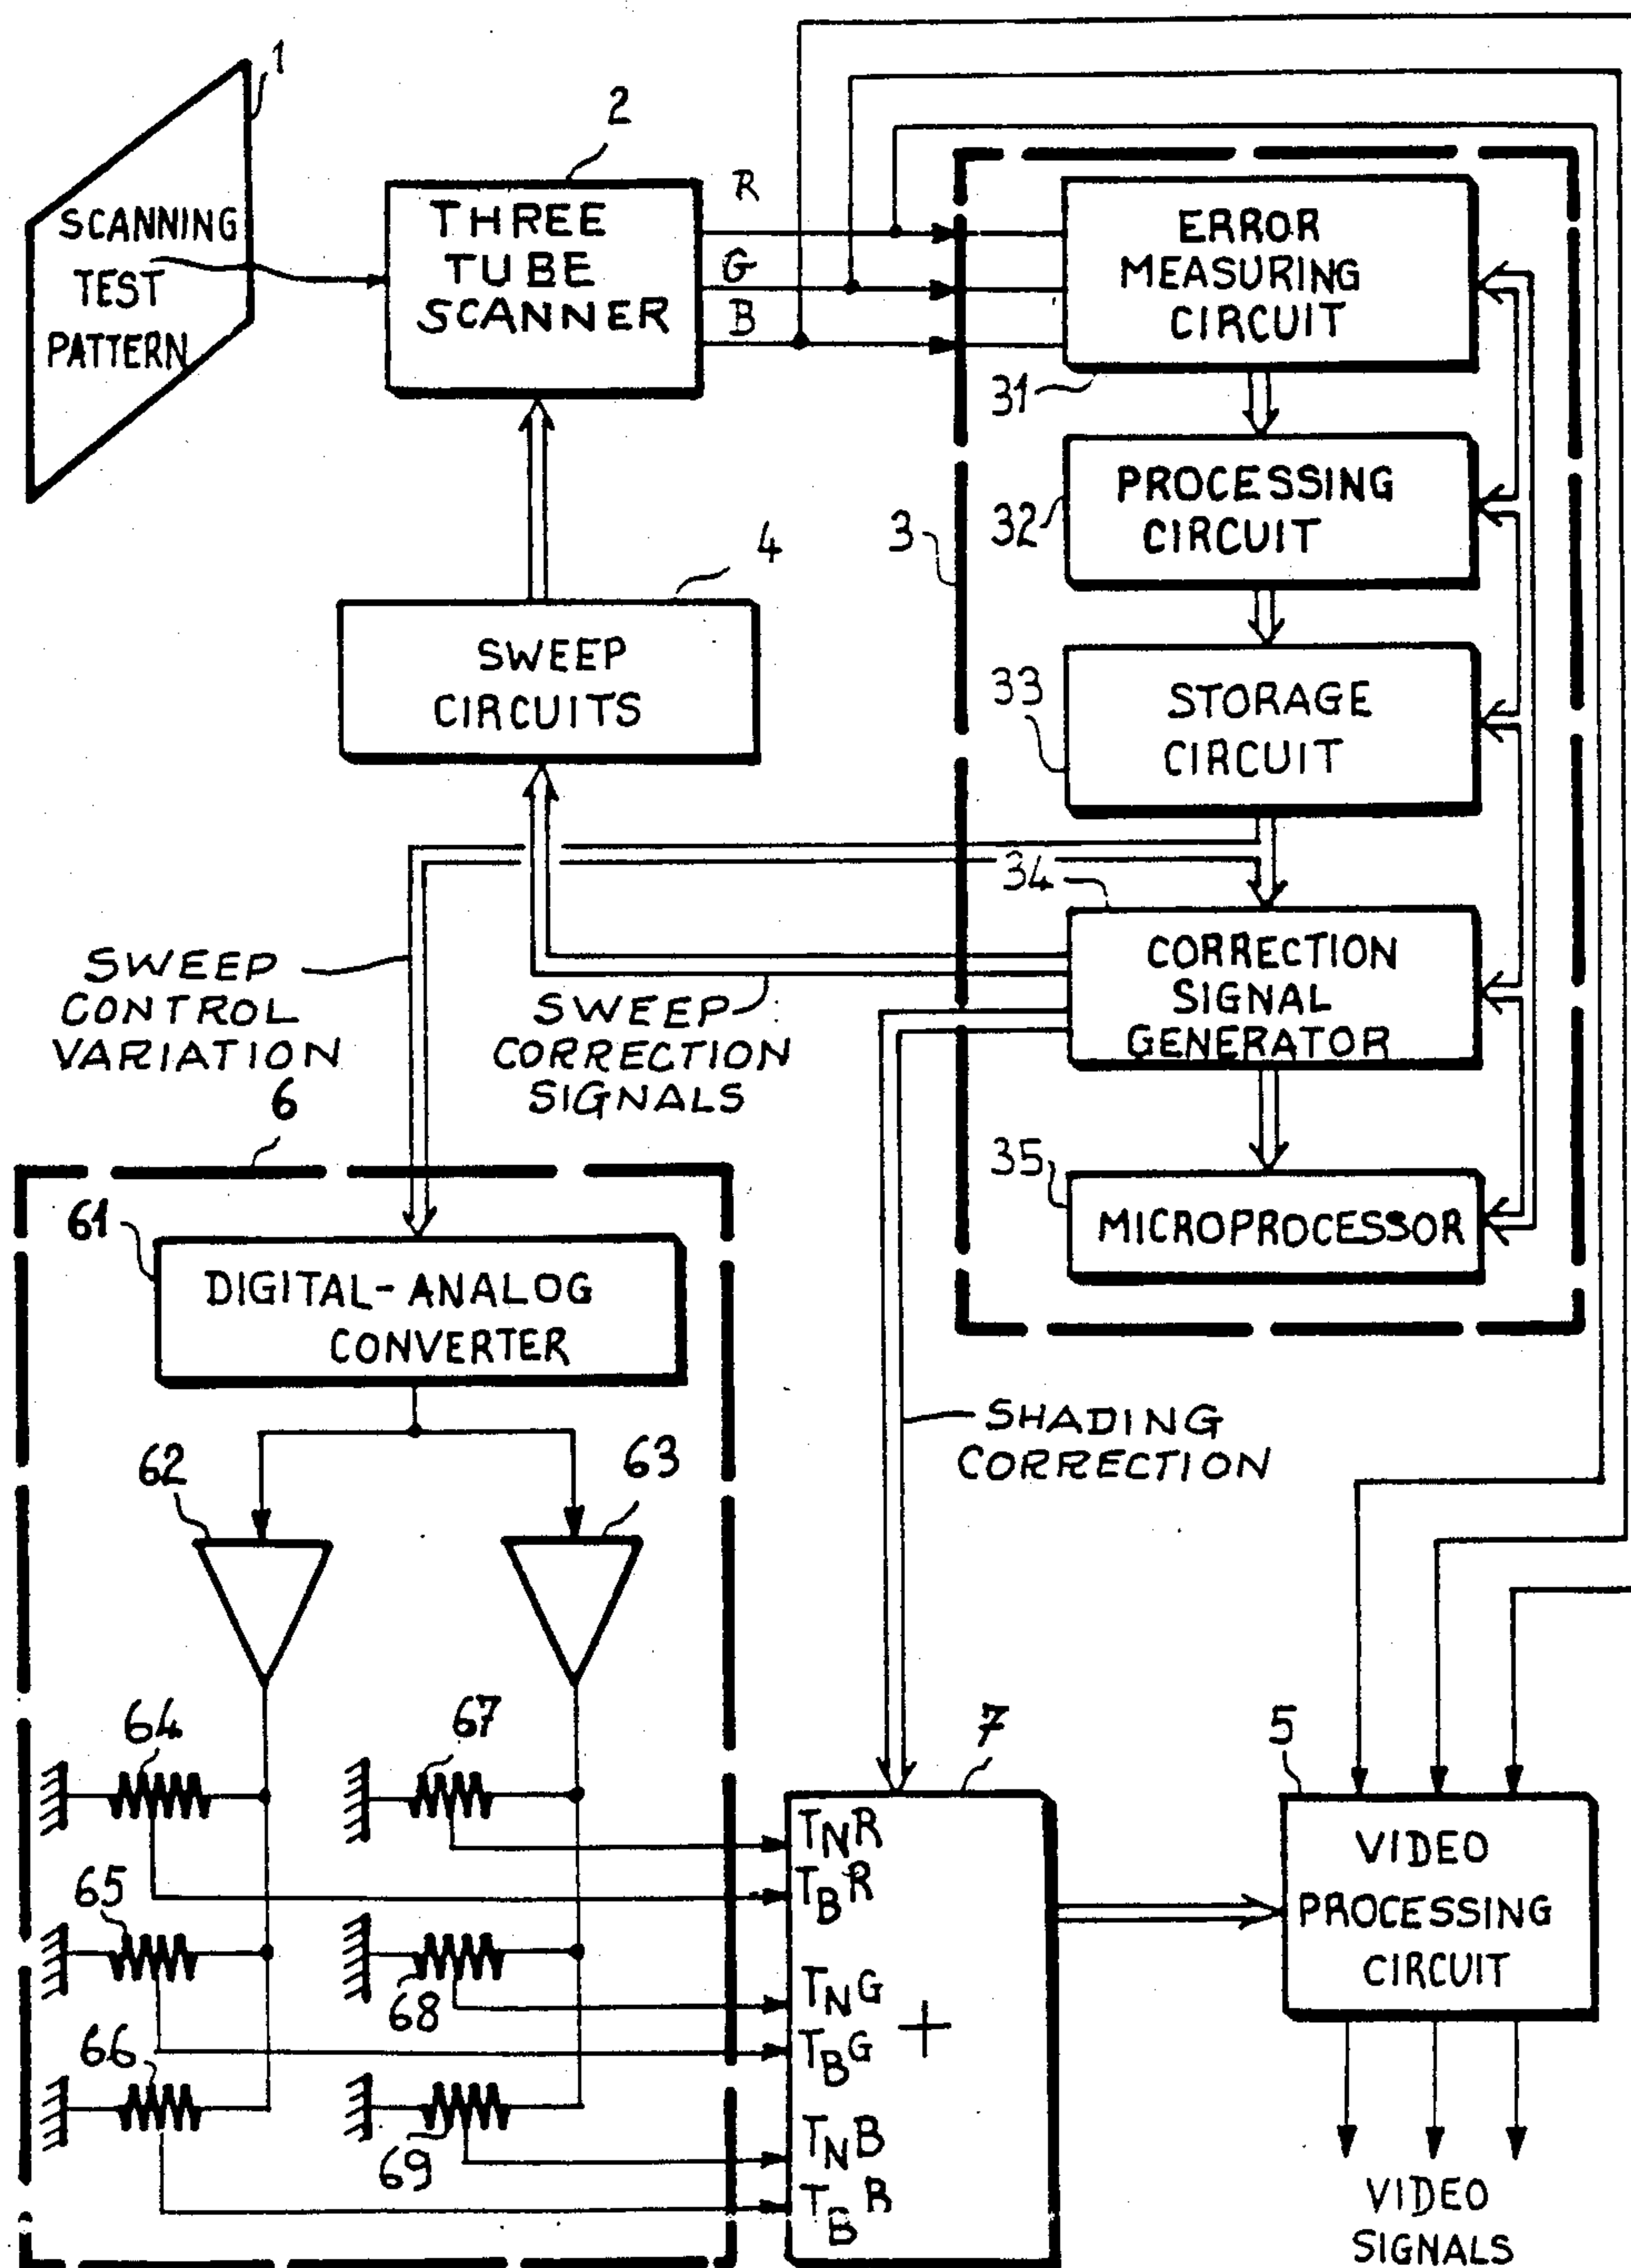 1
2
SCANNING
TEST
PATTERN
THREE
TUBE
SCANNER
R
G
B
ERROR
MEASURING
CIRCUIT
31
PROCESSING
CIRCUIT
32
3
4
SWEEP
CIRCUITS
33
STORAGE
CIRCUIT
34
CORRECTION
SIGNAL
GENERATOR
SWEEP
CONTROL
VARIATION
SWEEP
CORRECTION
SIGNALS
6
35
MICROPROCESSOR
61
DIGITAL-ANALOG
CONVERTER
SHADING
CORRECTION
62
63
64
67
7
5
TNR
TBR
65
68
TNG
TBG
+
66
69
TNB
TBB
VIDEO
PROCESSING
CIRCUIT
VIDEO
SIGNALS